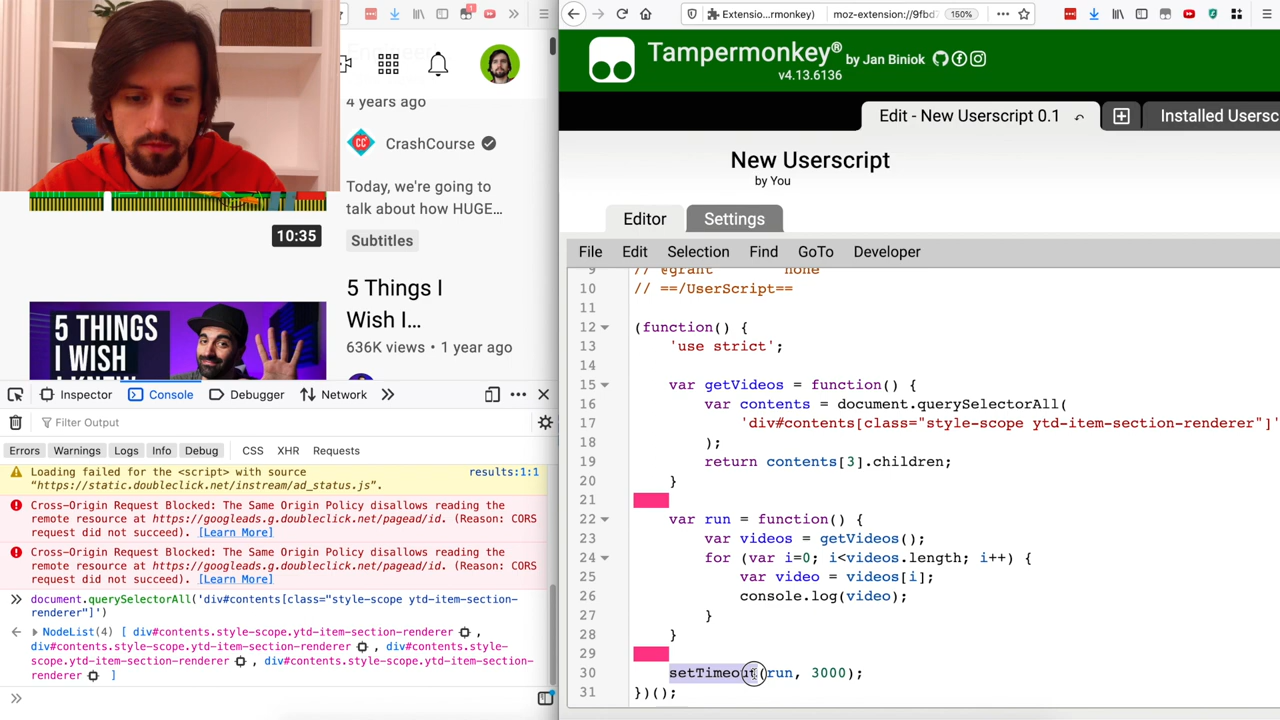 4 years ago
CrashCourse
Today, we're going to
talk about how HUGE…
10:35
Subtitles
5 THINGS
I WISH
5 Things I
Wish I…
636K views • 1 year ago
Inspector
Console
Debugger
Network
Filter Output
Errors
Warnings
Logs
Info
Debug
CSS
XHR
Requests
Loading failed for the <script> with source
“https://static.doubleclick.net/instream/ad_status.js”.
results:1:1
Cross-Origin Request Blocked: The Same Origin Policy disallows reading the
remote resource at https://googleads.g.doubleclick.net/pagead/id. (Reason: CORS
request did not succeed). [Learn More]
Cross-Origin Request Blocked: The Same Origin Policy disallows reading the
remote resource at https://googleads.g.doubleclick.net/pagead/id. (Reason: CORS
request did not succeed). [Learn More]
document.querySelectorAll('div#contents[class="style-scope ytd-item-section-
renderer"]')
NodeList(4) [ div#contents.style-scope.ytd-item-section-renderer ,
div#contents.style-scope.ytd-item-section-renderer , div#contents.style-
scope.ytd-item-section-renderer , div#contents.style-scope.ytd-item-section-
renderer ]
Extensio…rmonkey)
moz-extension://9fbd
150%
Tampermonkey® by Jan Biniok
v4.13.6136
Edit - New Userscript 0.1
Installed Usersc
New Userscript
by You
Editor
Settings
File Edit Selection Find GoTo Developer
9 // @grant none
10 // ==/UserScript==
11
12 (function() {
13 'use strict';
14
15 var getVideos = function() {
16 var contents = document.querySelectorAll(
17 'div#contents[class="style-scope ytd-item-section-renderer"]'
18 );
19 return contents[3].children;
20 }
21
22 var run = function() {
23 var videos = getVideos();
24 for (var i=0; i<videos.length; i++) {
25 var video = videos[i];
26 console.log(video);
27 }
28 }
29
30 setTimeout(run, 3000);
31 })();